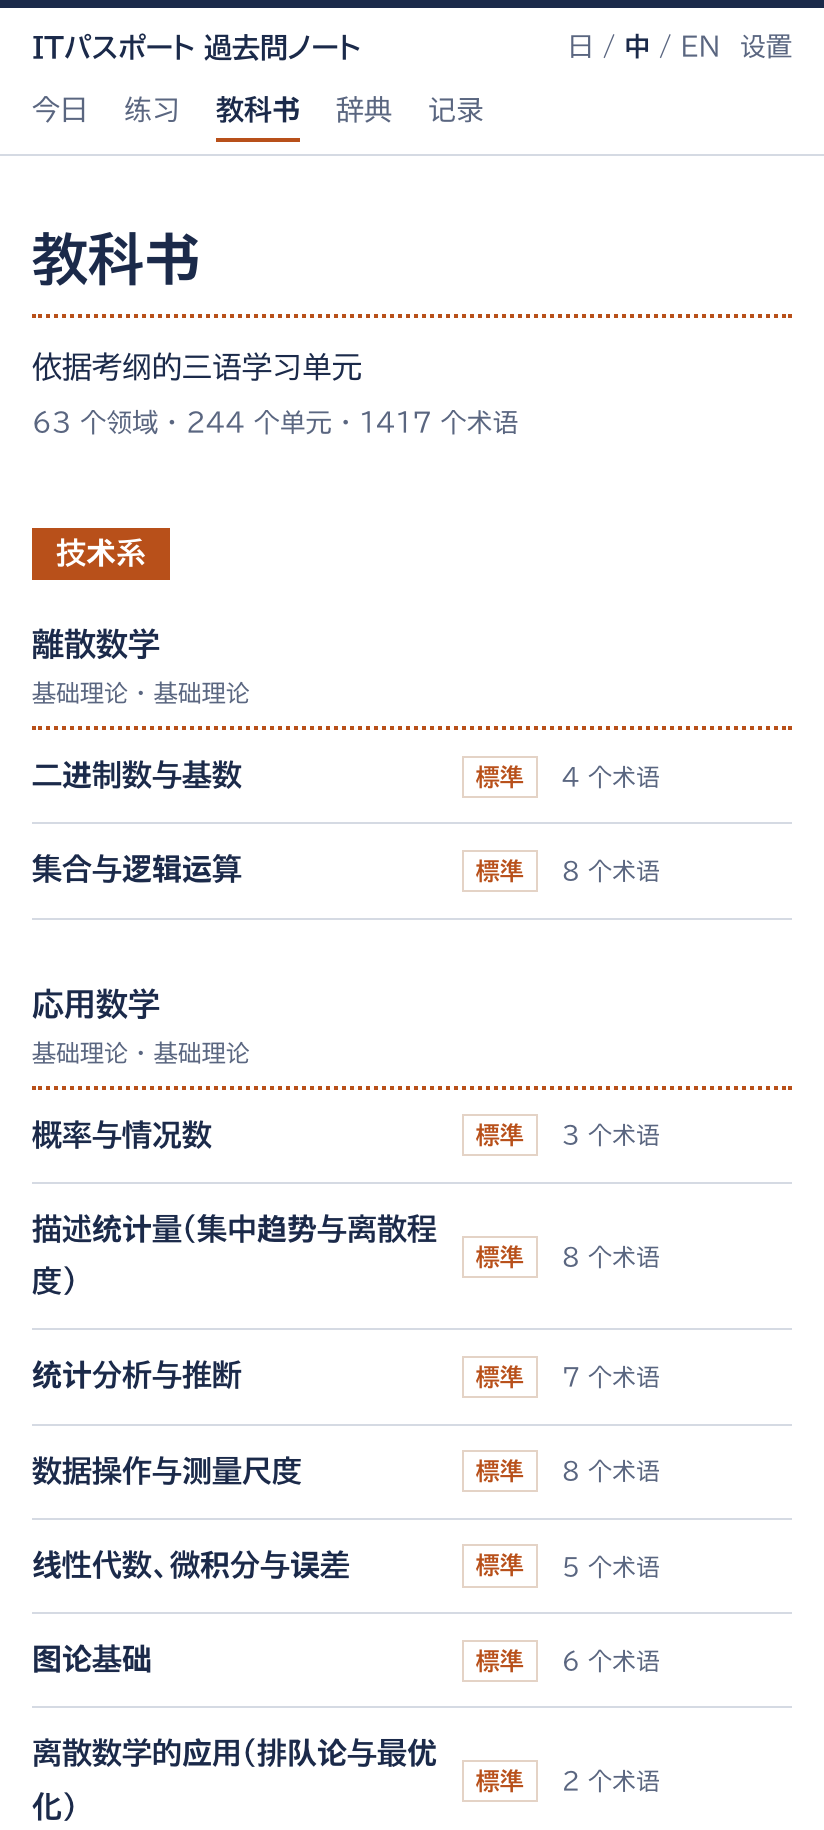 ITパスポート 過去問ノート
日 / 中 / EN 设置
今日 练习 教科书 辞典 记录
教科书
依据考纲的三语学习单元
63 个领域・244 个单元・1417 个术语
技术系
離散数学
基础理论・基础理论
二进制数与基数 標準 4 个术语
集合与逻辑运算 標準 8 个术语
応用数学
基础理论・基础理论
概率与情况数 標準 3 个术语
描述统计量（集中趋势与离散程
度） 標準 8 个术语
统计分析与推断 標準 7 个术语
数据操作与测量尺度 標準 8 个术语
线性代数、微积分与误差 標準 5 个术语
图论基础 標準 6 个术语
离散数学的应用（排队论与最优
化） 標準 2 个术语